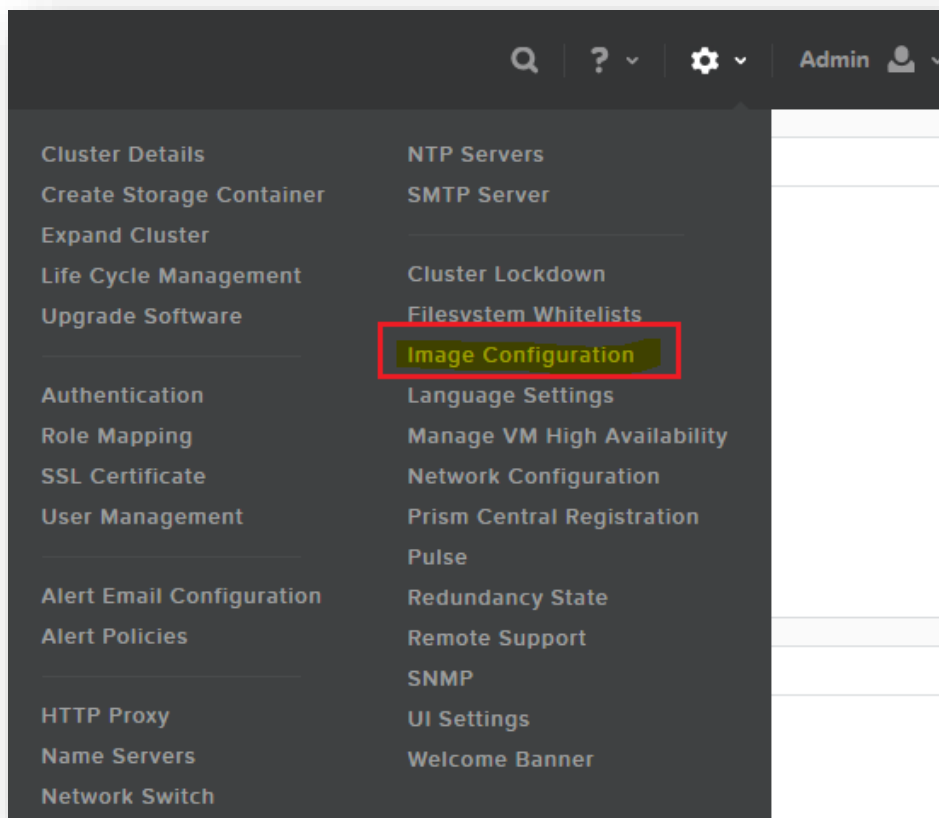 ? Admin
Cluster Details
Create Storage Container
Expand Cluster
Life Cycle Management
Upgrade Software
Authentication
Role Mapping
SSL Certificate
User Management
Alert Email Configuration
Alert Policies
HTTP Proxy
Name Servers
Network Switch
NTP Servers
SMTP Server
Cluster Lockdown
Filesystem Whitelists
Image Configuration
Language Settings
Manage VM High Availability
Network Configuration
Prism Central Registration
Pulse
Redundancy State
Remote Support
SNMP
UI Settings
Welcome Banner